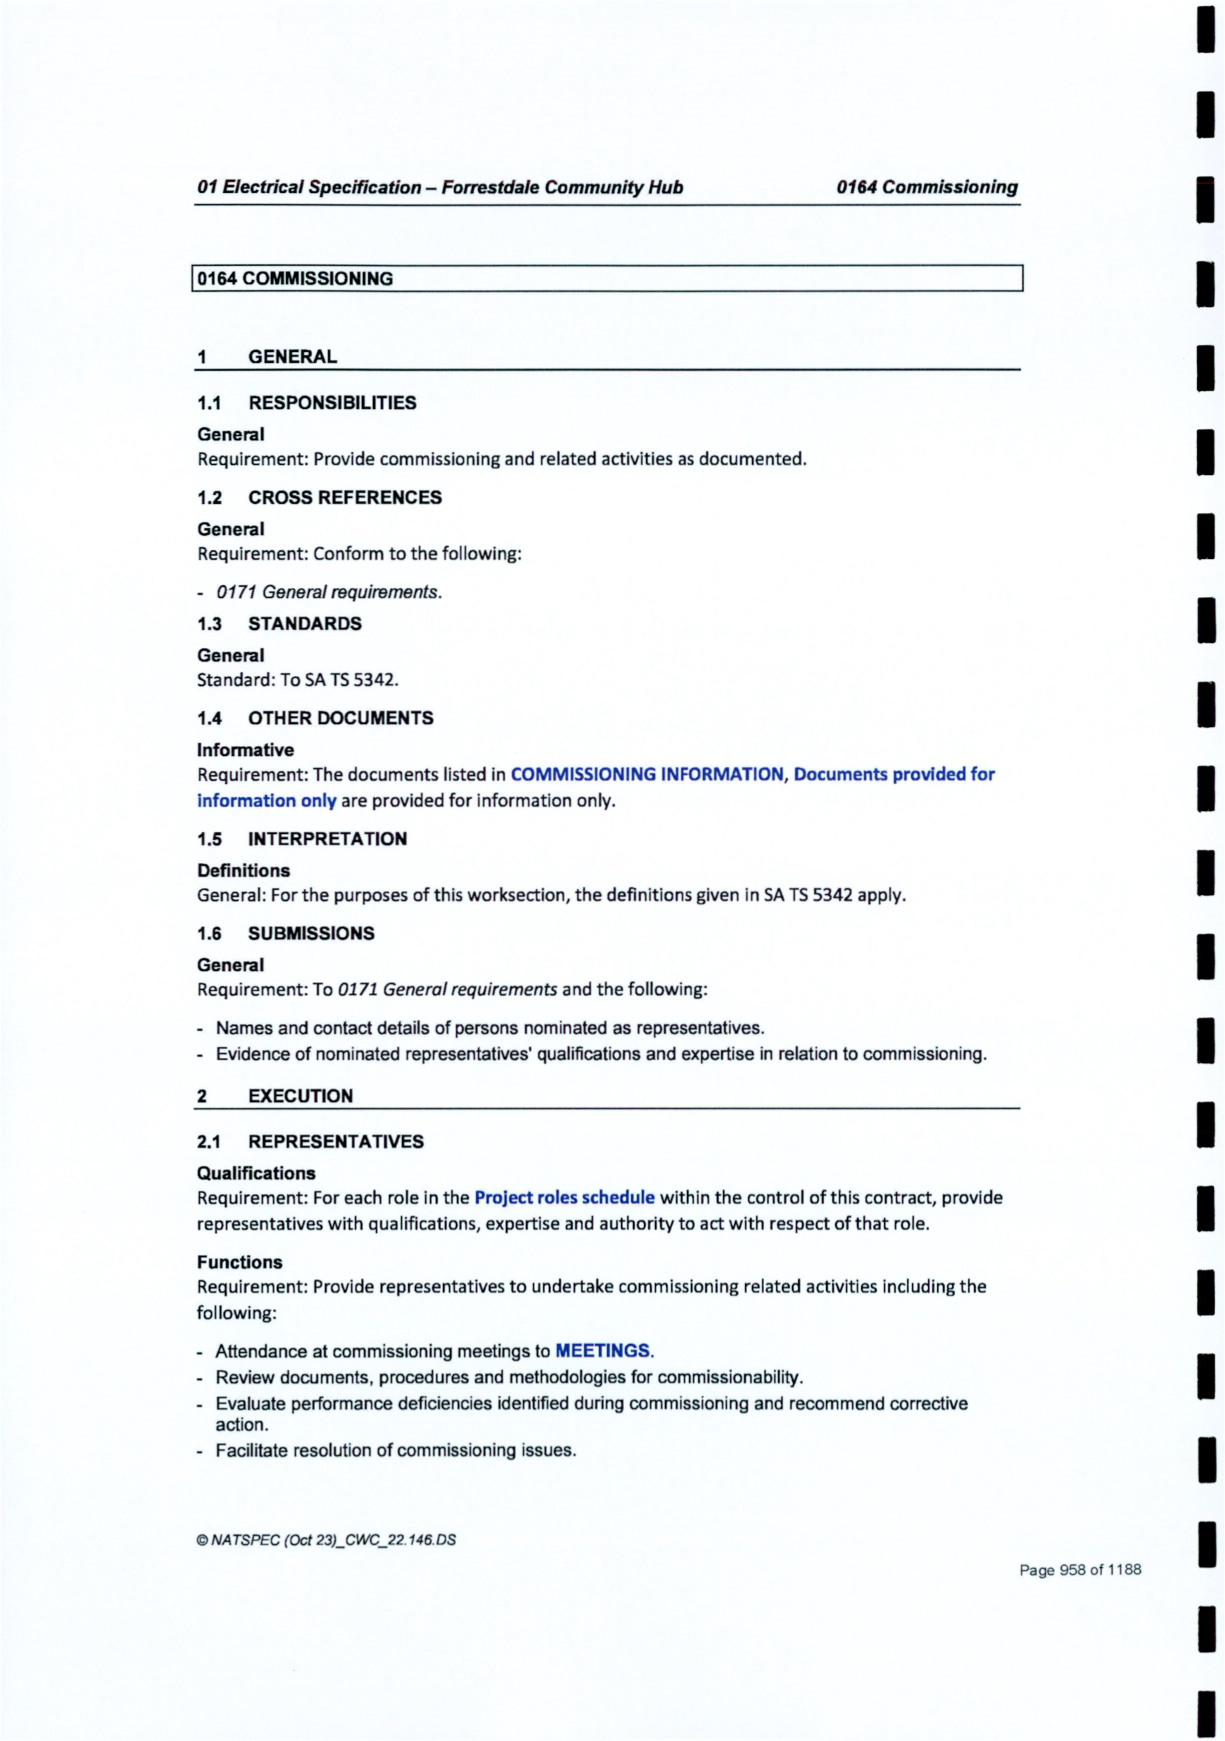 01 Electrical Specification – Forrestdale Community Hub 0164 Commissioning
0164 COMMISSIONING
1 GENERAL
1.1 RESPONSIBILITIES
General
Requirement: Provide commissioning and related activities as documented.
1.2 CROSS REFERENCES
General
Requirement: Conform to the following:
- 0171 General requirements.
1.3 STANDARDS
General
Standard: To SA TS 5342.
1.4 OTHER DOCUMENTS
Informative
Requirement: The documents listed in COMMISSIONING INFORMATION, Documents provided for
information only are provided for information only.
1.5 INTERPRETATION
Definitions
General: For the purposes of this worksection, the definitions given in SA TS 5342 apply.
1.6 SUBMISSIONS
General
Requirement: To 0171 General requirements and the following:
- Names and contact details of persons nominated as representatives.
- Evidence of nominated representatives' qualifications and expertise in relation to commissioning.
2 EXECUTION
2.1 REPRESENTATIVES
Qualifications
Requirement: For each role in the Project roles schedule within the control of this contract, provide
representatives with qualifications, expertise and authority to act with respect of that role.
Functions
Requirement: Provide representatives to undertake commissioning related activities including the
following:
- Attendance at commissioning meetings to MEETINGS.
- Review documents, procedures and methodologies for commissionability.
- Evaluate performance deficiencies identified during commissioning and recommend corrective
action.
- Facilitate resolution of commissioning issues.
© NATSPEC (Oct 23)_CWC_22.146.DS
Page 958 of 1188